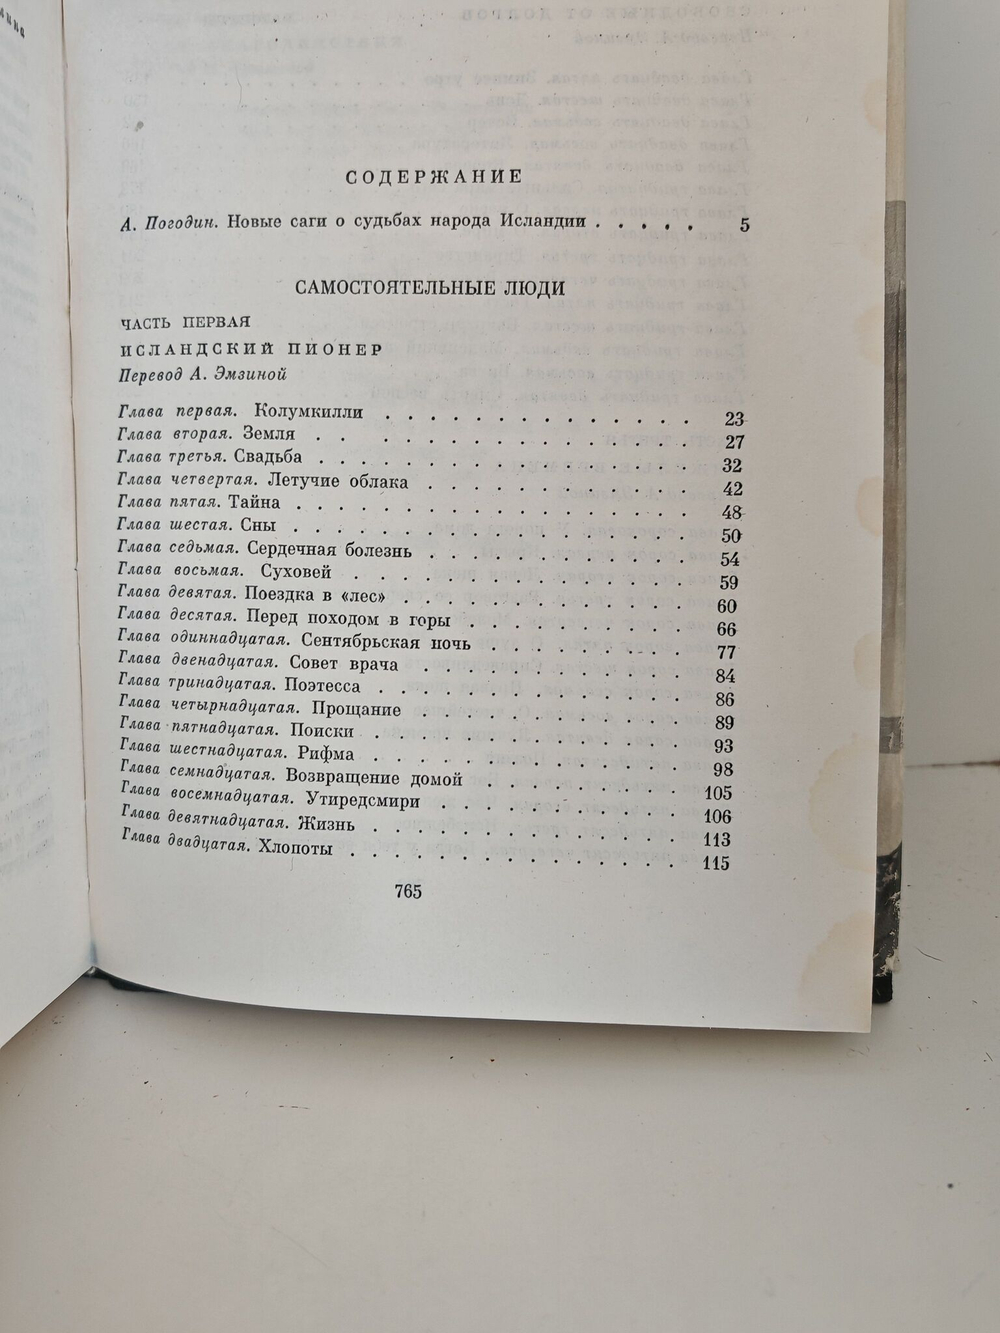 СОДЕРЖАНИЕ
А. Погодин. Новые саги о судьбах народа Исландии . . . . . 5
САМОСТОЯТЕЛЬНЫЕ ЛЮДИ
ЧАСТЬ ПЕРВАЯ
ИСЛАНДСКИЙ ПИОНЕР
Перевод А. Эмзиной
Глава первая. Колумкилли . . . . . . . . . . . . . 23
Глава вторая. Земля . . . . . . . . . . . . . . 27
Глава третья. Свадьба . . . . . . . . . . . . . . . 32
Глава четвертая. Летучие облака . . . . . . . . . . . 42
Глава пятая. Тайна . . . . . . . . . . . . . . . . 48
Глава шестая. Сны . . . . . . . . . . . . . . . . 50
Глава седьмая. Сердечная болезнь . . . . . . . . . . . 54
Глава восьмая. Суховей . . . . . . . . . . . . . . 59
Глава девятая. Поездка в «лес» . . . . . . . . . . . . 60
Глава десятая. Перед походом в горы . . . . . . . . . 66
Глава одиннадцатая. Сентябрьская ночь . . . . . . . . 77
Глава двенадцатая. Совет врача . . . . . . . . . . . 84
Глава тринадцатая. Поэтесса . . . . . . . . . . . . . 86
Глава четырнадцатая. Прощание . . . . . . . . . . . 89
Глава пятнадцатая. Поиски . . . . . . . . . . . . . 93
Глава шестнадцатая. Рифма . . . . . . . . . . . . . 98
Глава семнадцатая. Возвращение домой . . . . . . . . 105
Глава восемнадцатая. Утиредсмири . . . . . . . . . . 106
Глава девятнадцатая. Жизнь . . . . . . . . . . . . . 113
Глава двадцатая. Хлопоты . . . . . . . . . . . . . . 115
765